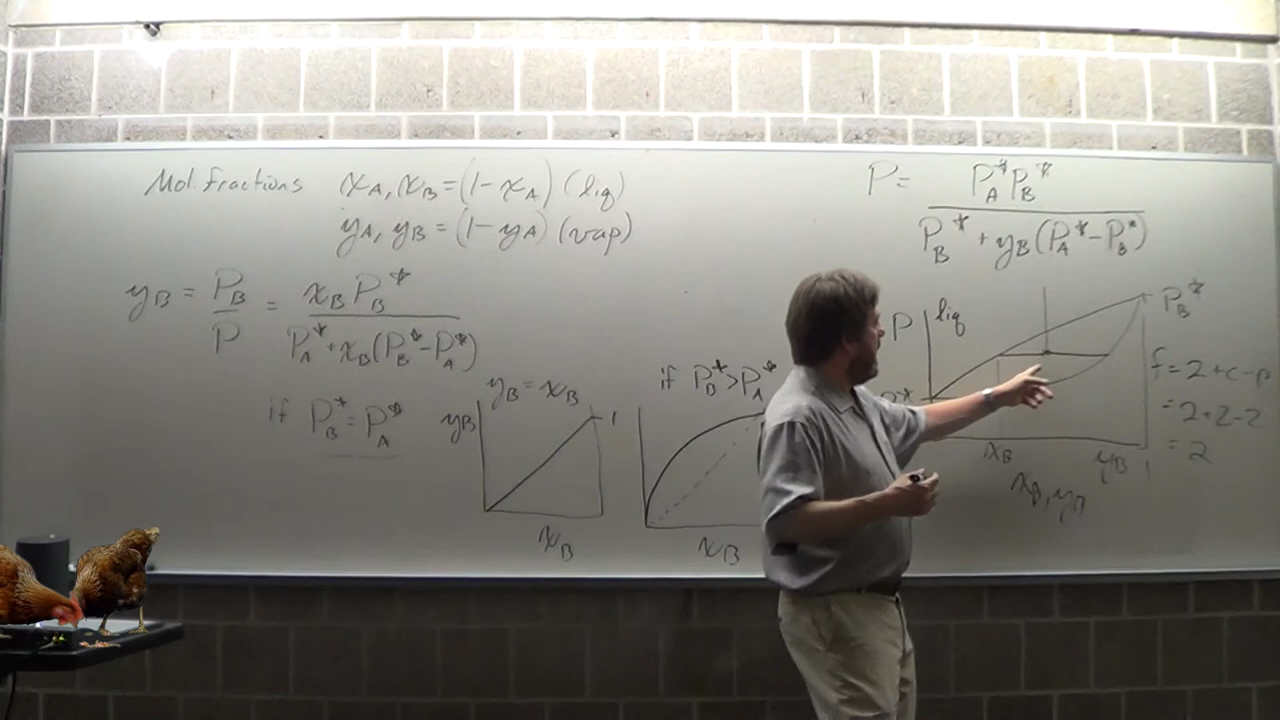 Mol. fractions x_A, x_B = (1 - x_A) (liq)
y_A, y_B = (1 - y_A) (vap)
y_B = P_B / P = x_B P_B* / P_A* + x_B(P_B* - P_A*)
if P_B* = P_A*
y_B = x_B
y_B
1
x_B
if P_B* > P_A*
x_B
P = P_A* P_B* / P_B* + y_B(P_A* - P_B*)
P
liq
P_B*
x_B
y_B
1
x_B, y_B
f = 2 + c - p
= 2 + 2 - 2
= 2